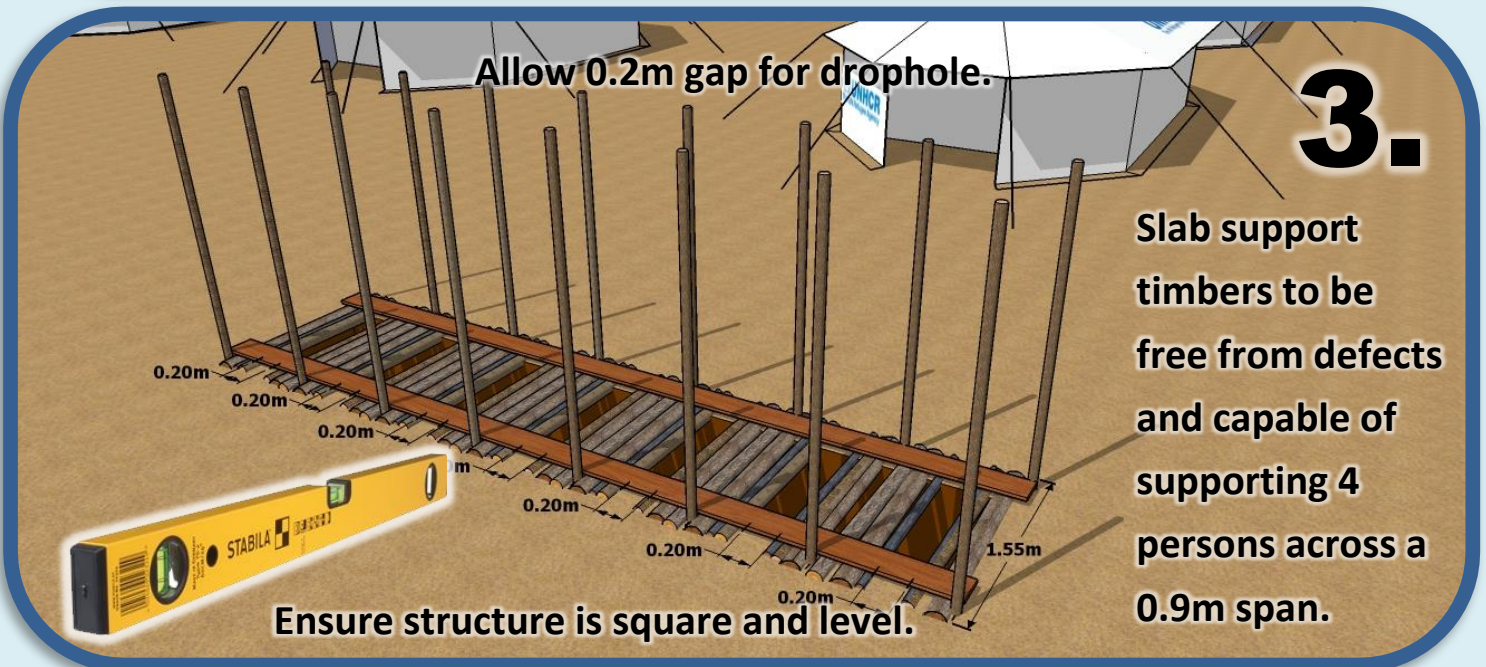 Allow 0.2m gap for drophole.
3.
UNHCR
Slab support
timbers to be
free from defects
and capable of
supporting 4
persons across a
0.9m span.
0.20m
0.20m
0.20m
0.20m
0.20m
0.20m
1.55m
STABILA
Ensure structure is square and level.